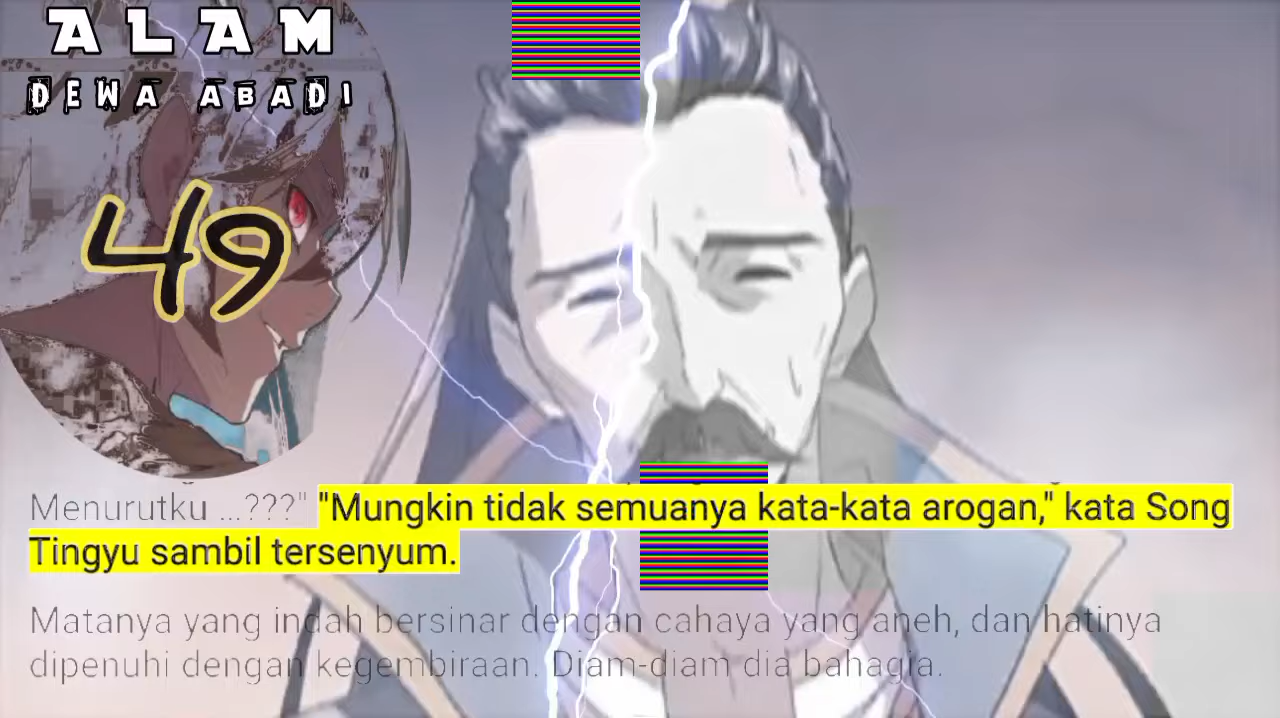 ALAM
DEWA ABADI
49
Menurutku ...???" "Mungkin tidak semuanya kata-kata arogan," kata Song
Tingyu sambil tersenyum.
Matanya yang indah bersinar dengan cahaya yang aneh, dan hatinya
dipenuhi dengan kegembiraan. Diam-diam dia bahagia.